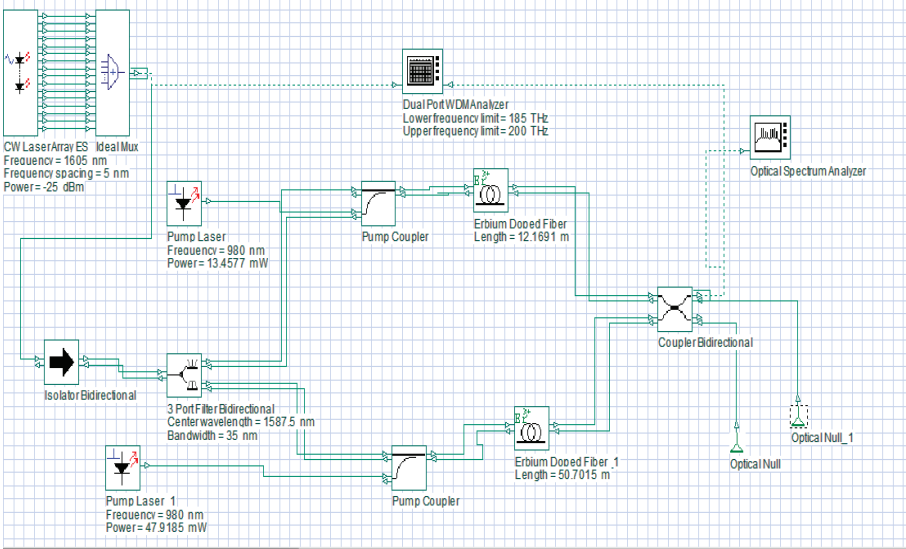 CW Laser Array ES Ideal Mux
Frequency = 1605 nm
Frequency spacing = 5 nm
Power = -25 dBm
Dual Port WDM Analyzer
Lower frequency limit = 185 THz
Upper frequency limit = 200 THz
Optical Spectrum Analyzer
Pump Laser
Frequency = 980 nm
Power = 13.4577 mW
Pump Coupler
Erbium Doped Fiber
Length = 12.1691 m
Coupler Bidirectional
Isolator Bidirectional
3 Port Filter Bidirectional
Center wavelength = 1587.5 nm
Bandwidth = 35 nm
Optical Null_1
Optical Null
Erbium Doped Fiber_1
Length = 50.7015 m
Pump Coupler
Pump Laser_1
Frequency = 980 nm
Power = 47.9185 mW